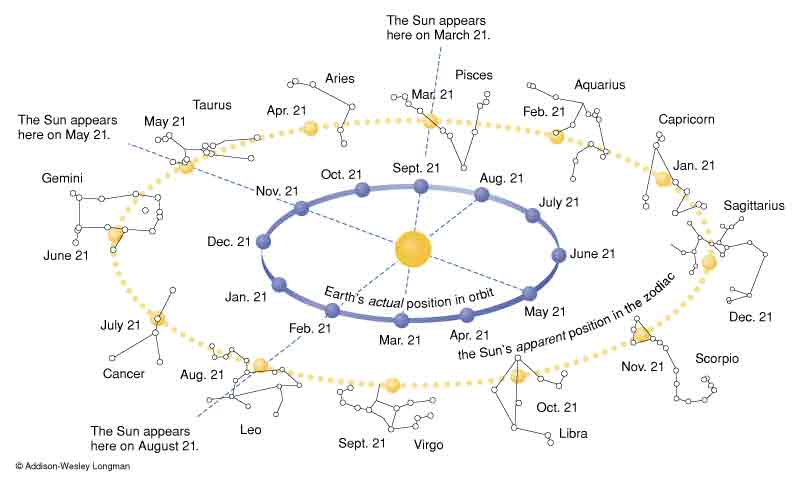 The Sun appears
here on March 21.
Pisces
Aries
Mar. 21
Aquarius
Taurus
Apr. 21
Feb. 21
The Sun appears
here on May 21.
May 21
Capricorn
Jan. 21
Gemini
Sept. 21
Oct. 21
Aug. 21
Nov. 21
July 21
Sagittarius
Dec. 21
June 21
June 21
Jan. 21
Earth's actual position in orbit
May 21
Feb. 21
Mar. 21
Apr. 21
the Sun's apparent position in the zodiac
Dec. 21
July 21
Cancer
Aug. 21
Nov. 21
Scorpio
Oct. 21
Libra
The Sun appears
here on August 21.
Leo
Sept. 21
Virgo
© Addison-Wesley Longman